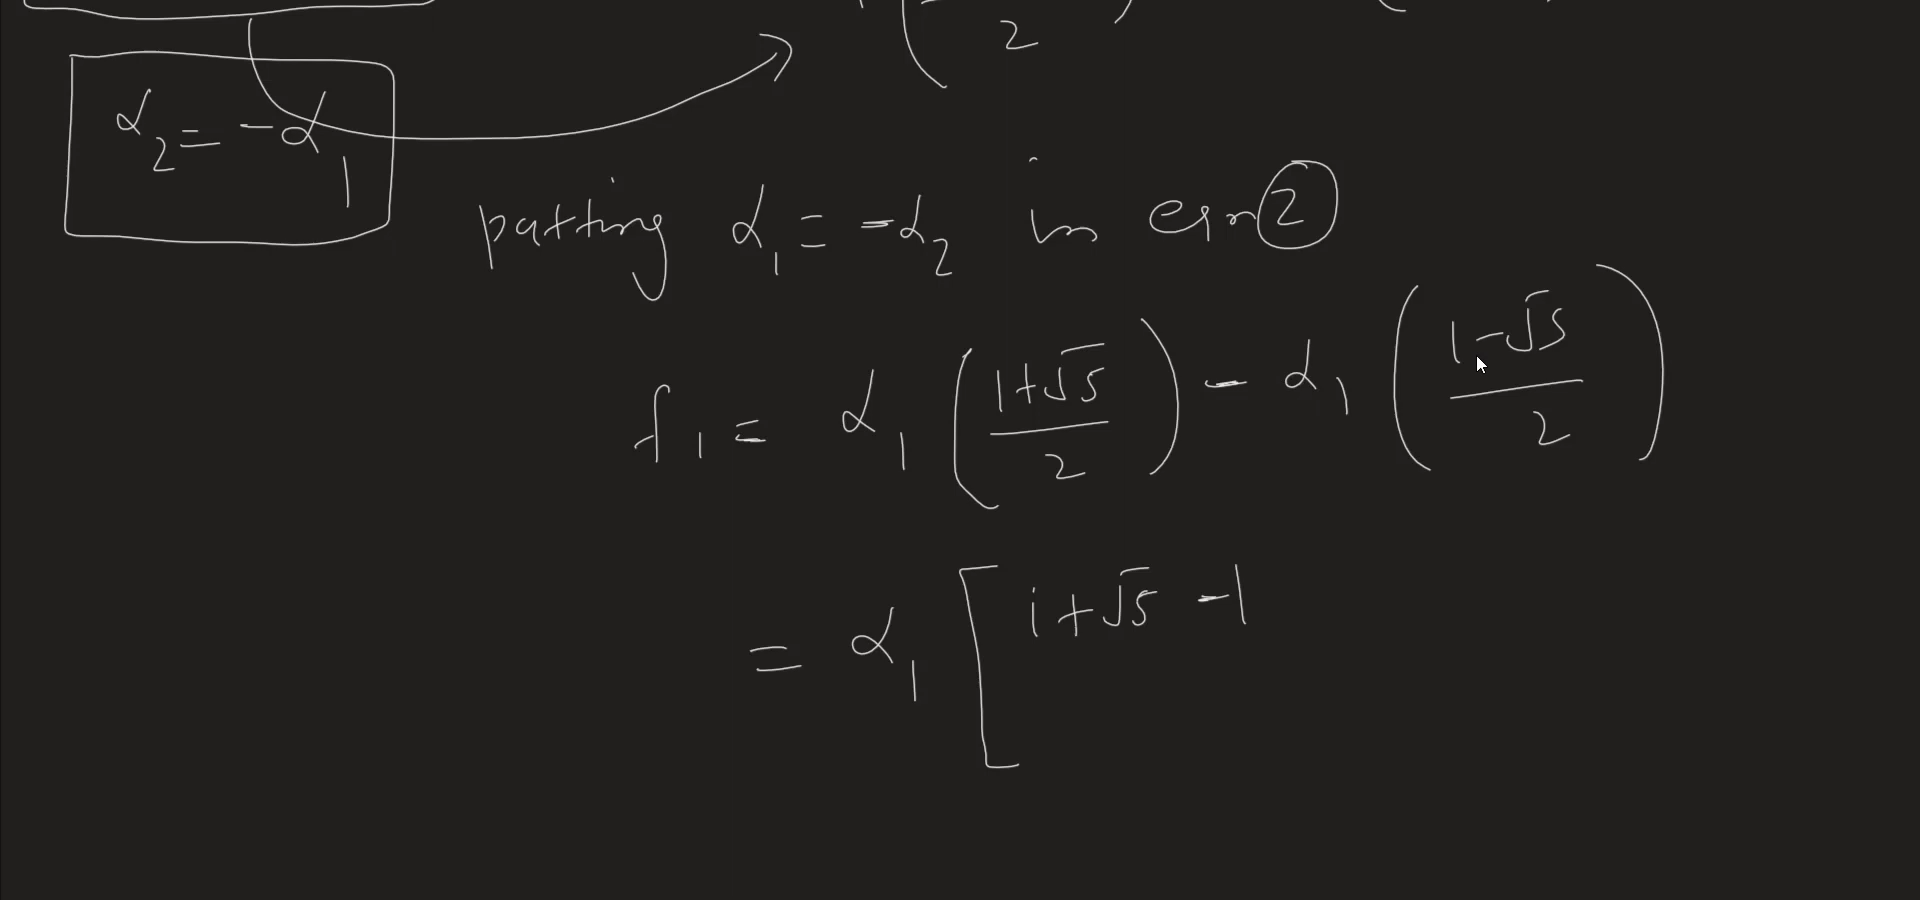 2
α₂ = -α₁
putting α₁ = -α₂ in eqn 2
f₁ = α₁ ((1+√5)/2) - α₁ ((1-√5)/2)
= α₁ [ 1+√5 -1